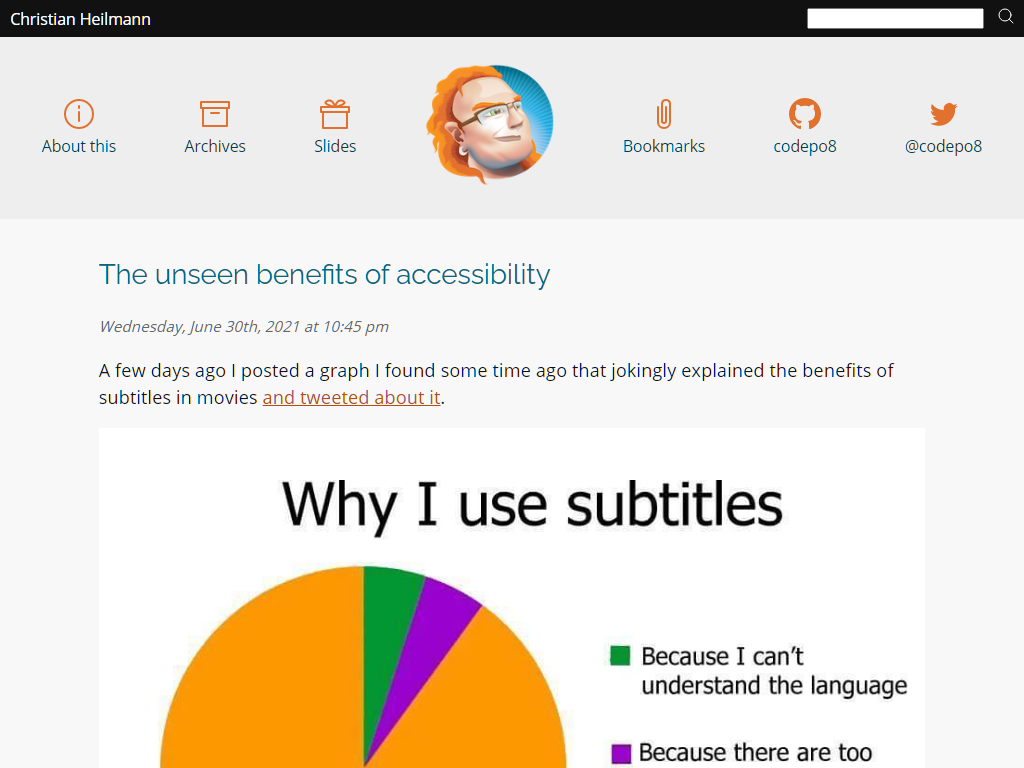 Christian Heilmann
About this
Archives
Slides
Bookmarks
codepo8
@codepo8
The unseen benefits of accessibility
Wednesday, June 30th, 2021 at 10:45 pm
A few days ago I posted a graph I found some time ago that jokingly explained the benefits of
subtitles in movies and tweeted about it.
Why I use subtitles
Because I can't
understand the language
Because there are too